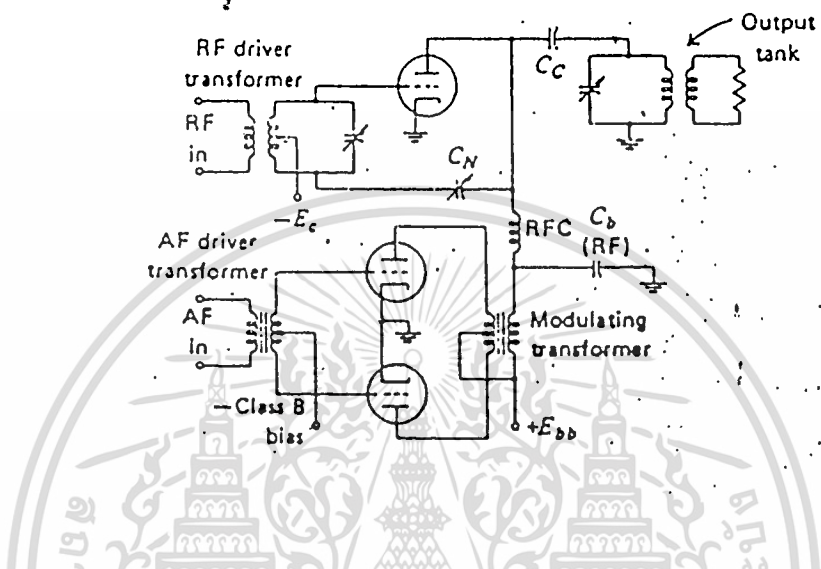 Output
tank
RF driver
transformer
C_C
RF
in
C_N
−E_c
RFC
C_b
(RF)
AF driver
transformer
AF
in
Modulating
transformer
−Class B
bias
+E_bb